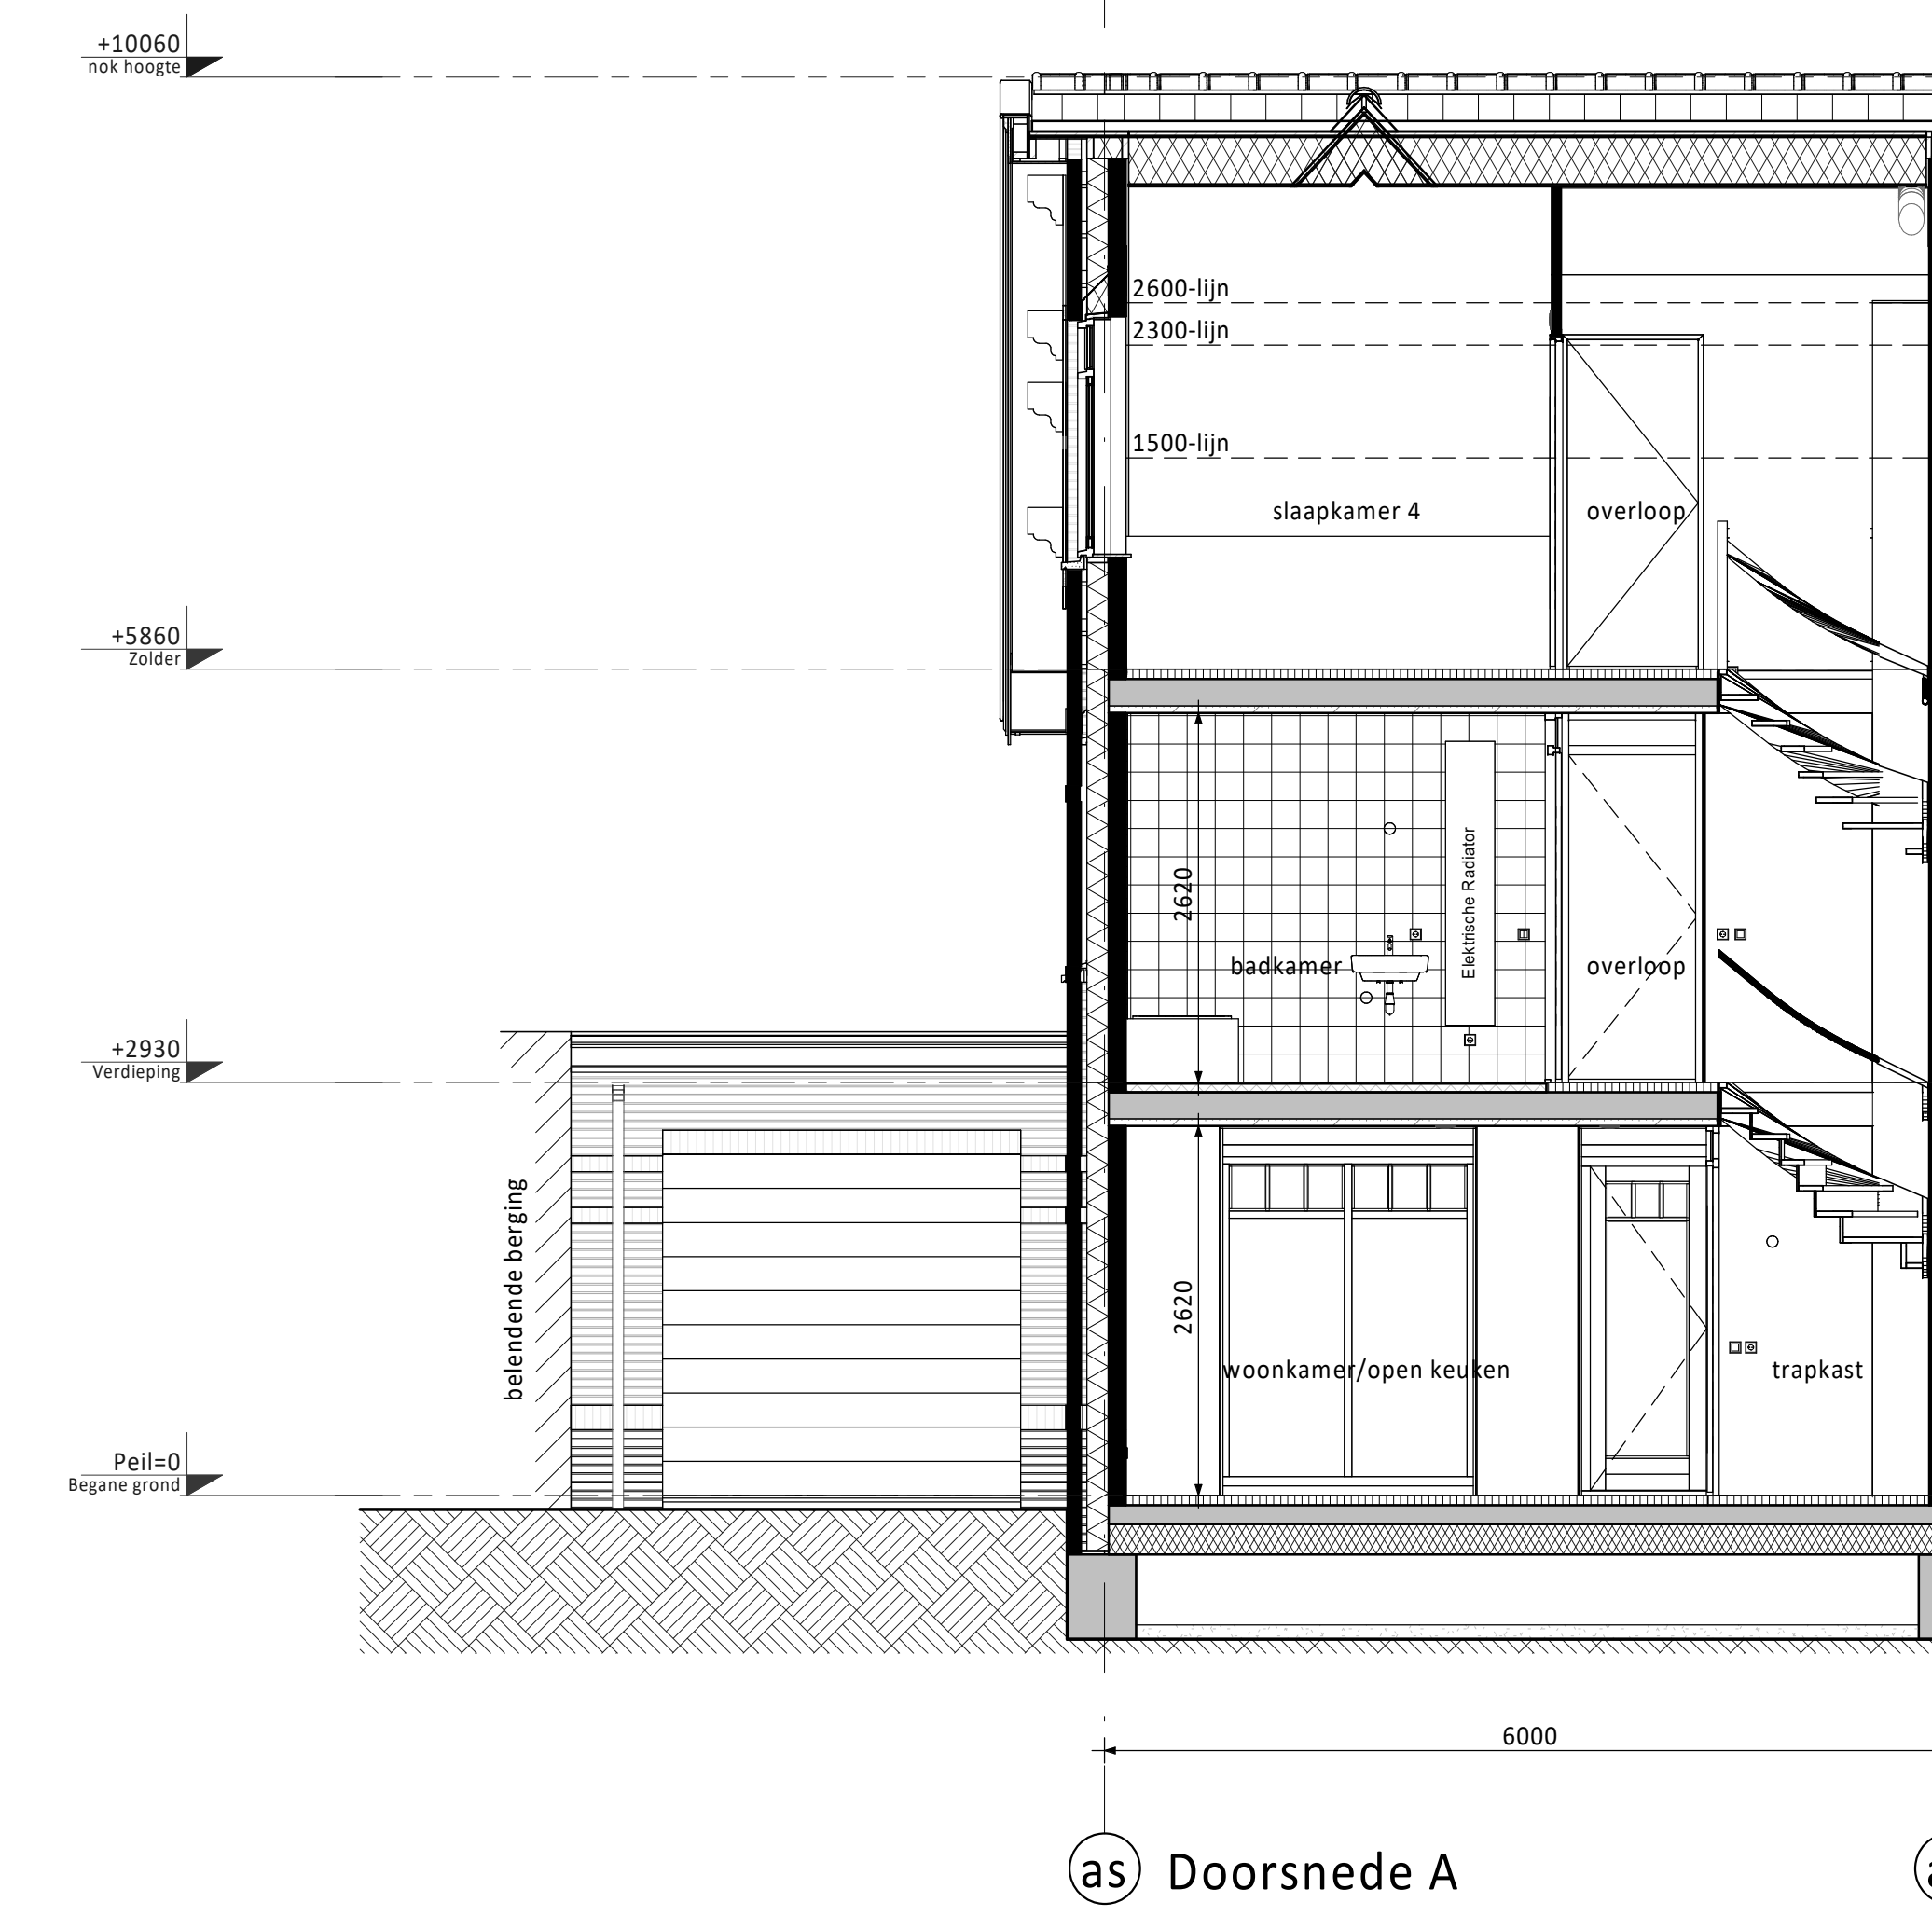 +10060
nok hoogte
2600-lijn
2300-lijn
1500-lijn
slaapkamer 4
overloop
+5860
Zolder
2620
Elektrische Radiator
badkamer
overloop
+2930
Verdieping
belendende berging
2620
woonkamer/open keuken
trapkast
Peil=0
Begane grond
6000
as
Doorsnede A